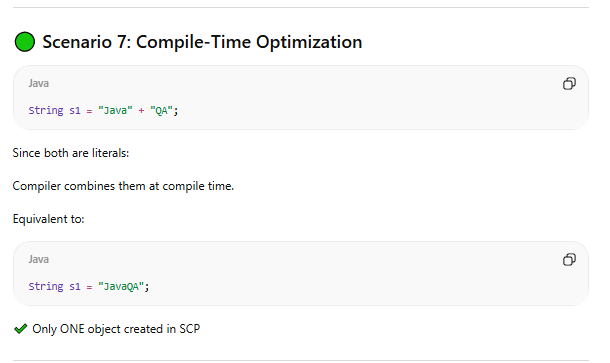 Scenario 7: Compile-Time Optimization
Java
String s1 = "Java" + "QA";
Since both are literals:
Compiler combines them at compile time.
Equivalent to:
Java
String s1 = "JavaQA";
✔ Only ONE object created in SCP